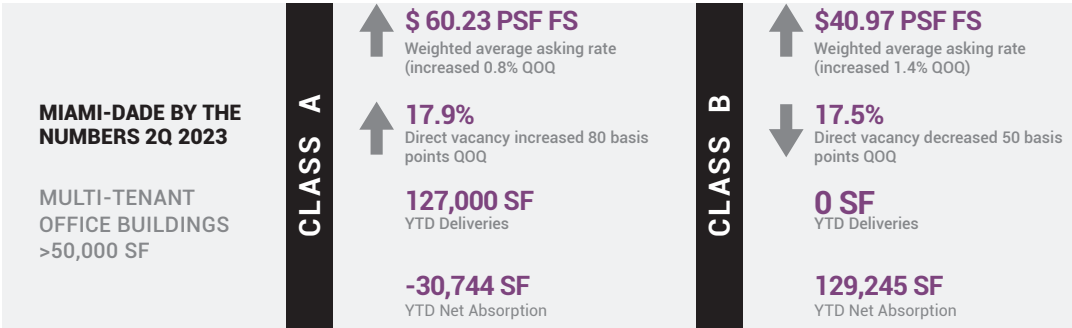 MIAMI-DADE BY THE
NUMBERS 2Q 2023
MULTI-TENANT
OFFICE BUILDINGS
>50,000 SF
CLASS A
$ 60.23 PSF FS
Weighted average asking rate
(increased 0.8% QOQ
17.9%
Direct vacancy increased 80 basis
points QOQ
127,000 SF
YTD Deliveries
-30,744 SF
YTD Net Absorption
CLASS B
$40.97 PSF FS
Weighted average asking rate
(increased 1.4% QOQ)
17.5%
Direct vacancy decreased 50 basis
points QOQ
0 SF
YTD Deliveries
129,245 SF
YTD Net Absorption